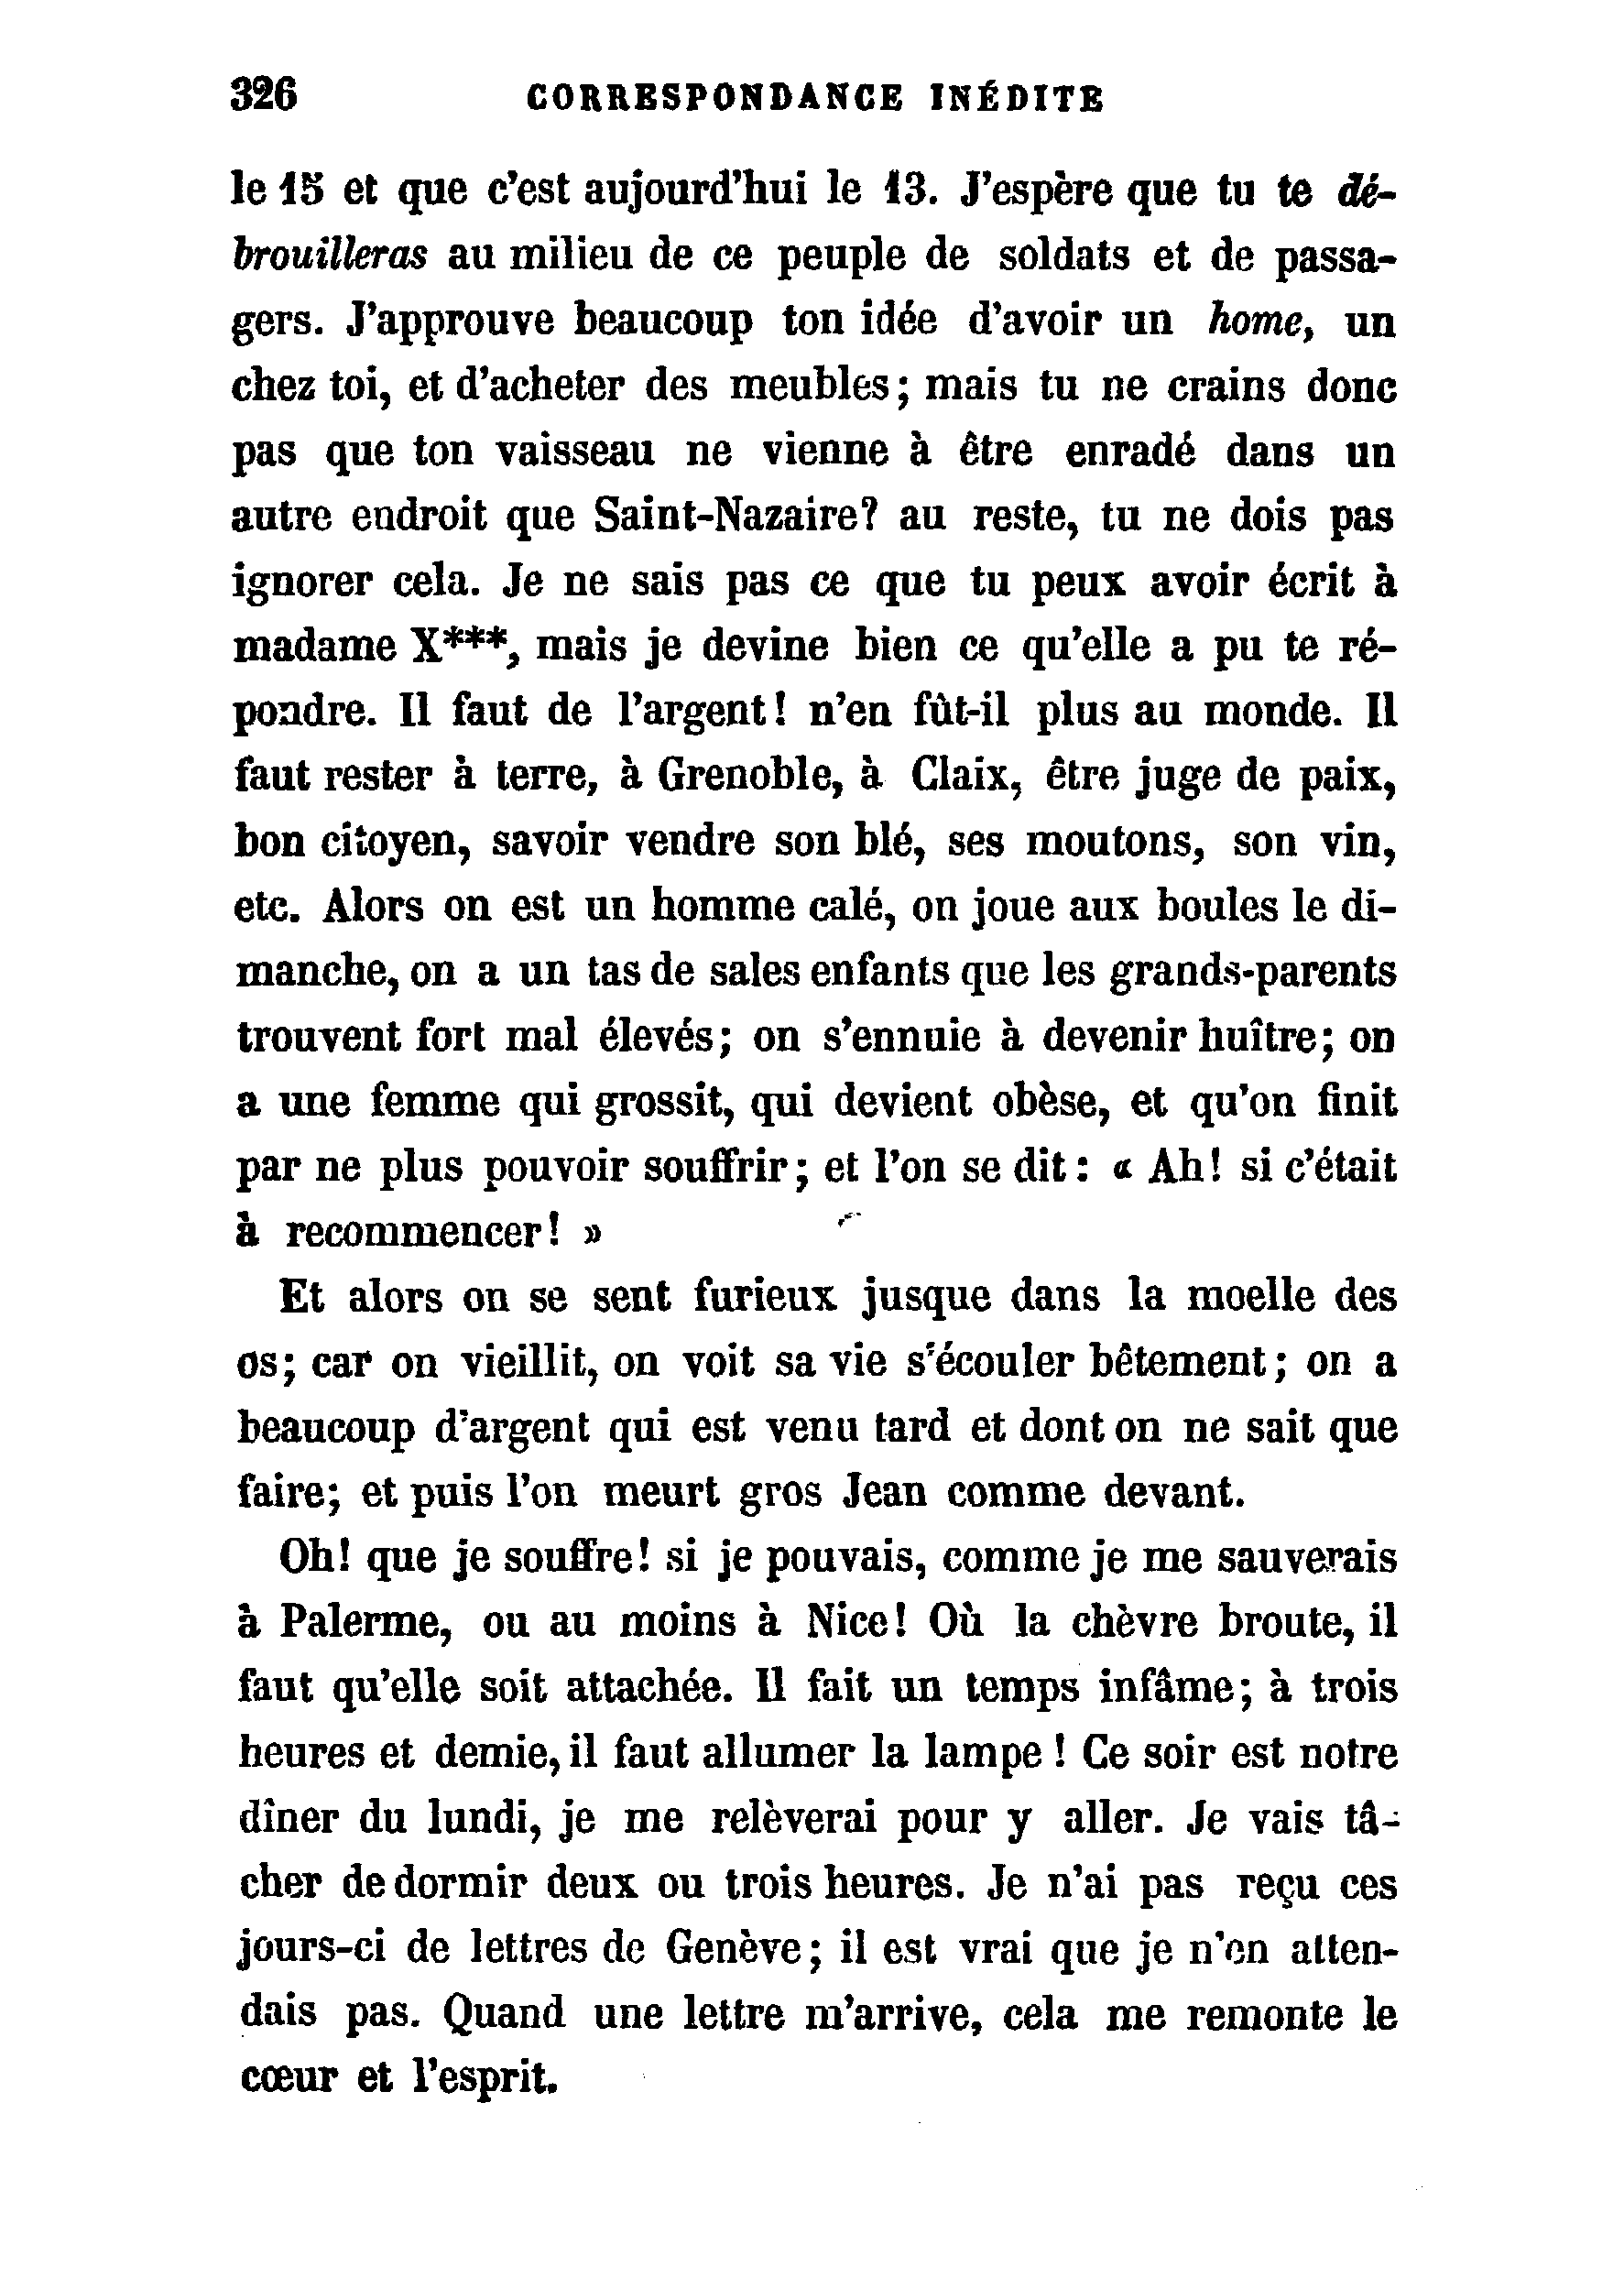 326 CORRESPONDANCE INÉDITE
le 15 et que c'est aujourd'hui le 13. J'espère que tu te dé-
brouilleras au milieu de ce peuple de soldats et de passa-
gers. J'approuve beaucoup ton idée d'avoir un home, un
chez toi, et d'acheter des meubles; mais tu ne crains donc
pas que ton vaisseau ne vienne à être enradé dans un
autre endroit que Saint-Nazaire? au reste, tu ne dois pas
ignorer cela. Je ne sais pas ce que tu peux avoir écrit à
madame X***, mais je devine bien ce qu'elle a pu te ré-
pondre. Il faut de l'argent! n'en fût-il plus au monde. Il
faut rester à terre, à Grenoble, à Claix, être juge de paix,
bon citoyen, savoir vendre son blé, ses moutons, son vin,
etc. Alors on est un homme calé, on joue aux boules le di-
manche, on a un tas de sales enfants que les grands-parents
trouvent fort mal élevés; on s'ennuie à devenir huître; on
a une femme qui grossit, qui devient obèse, et qu'on finit
par ne plus pouvoir souffrir; et l'on se dit: « Ah! si c'était
à recommencer! »
Et alors on se sent furieux jusque dans la moelle des
os; car on vieillit, on voit sa vie s'écouler bêtement; on a
beaucoup d'argent qui est venu tard et dont on ne sait que
faire; et puis l'on meurt gros Jean comme devant.
Oh! que je souffre! si je pouvais, comme je me sauverais
à Palerme, ou au moins à Nice! Où la chèvre broute, il
faut qu'elle soit attachée. Il fait un temps infâme; à trois
heures et demie, il faut allumer la lampe ! Ce soir est notre
dîner du lundi, je me relèverai pour y aller. Je vais tâ-
cher de dormir deux ou trois heures. Je n'ai pas reçu ces
jours-ci de lettres de Genève; il est vrai que je n'en atten-
dais pas. Quand une lettre m'arrive, cela me remonte le
cœur et l'esprit.